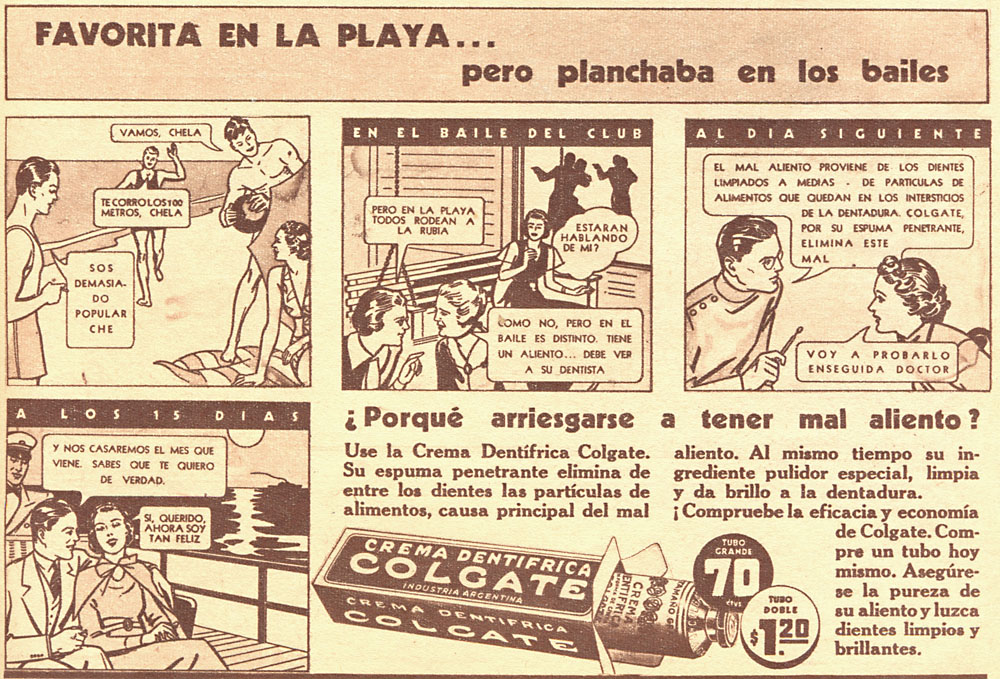 FAVORITA EN LA PLAYA...
pero planchaba en los bailes
VAMOS, CHELA
TE CORRO LOS 100
METROS, CHELA
SOS
DEMASIA-
DO
POPULAR
CHE
EN EL BAILE DEL CLUB
PERO EN LA PLAYA
TODOS RODEAN A
LA RUBIA
ESTARAN
HABLANDO
DE MI?
COMO NO, PERO EN EL
BAILE ES DISTINTO. TIENE
UN ALIENTO... DEBE VER
A SU DENTISTA
AL DIA SIGUIENTE
EL MAL ALIENTO PROVIENE DE LOS DIENTES
LIMPIADOS A MEDIAS - DE PARTICULAS DE
ALIMENTOS QUE QUEDAN EN LOS INTERSTICIOS
DE LA DENTADURA. COLGATE,
POR SU ESPUMA PENETRANTE,
ELIMINA ESTE
MAL
VOY A PROBARLO
ENSEGUIDA DOCTOR
A LOS 15 DIAS
Y NOS CASAREMOS EL MES QUE
VIENE. SABES QUE TE QUIERO
DE VERDAD.
SI, QUERIDO,
AHORA SOY
TAN FELIZ
¿Porqué arriesgarse a tener mal aliento?
Use la Crema Dentífrica Colgate.
Su espuma penetrante elimina de
entre los dientes las partículas de
alimentos, causa principal del mal
aliento. Al mismo tiempo su in-
grediente pulidor especial, limpia
y da brillo a la dentadura.
¡Compruebe la eficacia y economía
de Colgate. Com-
pre un tubo hoy
mismo. Asegúre-
se la pureza de
su aliento y luzca
dientes limpios y
brillantes.
CREMA DENTIFRICA
COLGATE
INDUSTRIA ARGENTINA
CREMA DENTIFRICA
COLGATE
CREMA
DENTIFRICA
TUBO
GRANDE
70
CTVS.
TUBO
DOBLE
$1.20